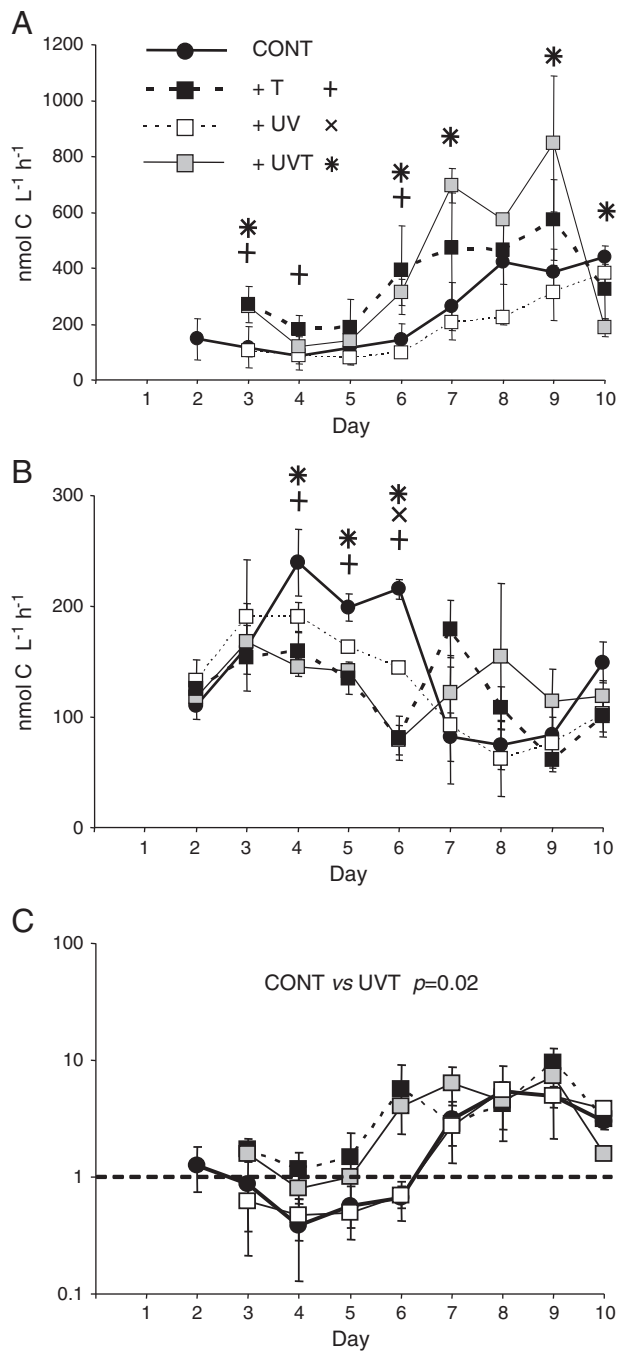 A
nmol C L⁻¹ h⁻¹
1200
1000
800
600
400
200
0
CONT
+ T +
+ UV ×
+ UVT ✳
✳ + + ✳ + ✳ ✳ ✳
1 2 3 4 5 6 7 8 9 10
Day
B
nmol C L⁻¹ h⁻¹
300
200
100
0
✳ + ✳ + ✳ × +
1 2 3 4 5 6 7 8 9 10
Day
C
100
10
1
0.1
CONT vs UVT p=0.02
1 2 3 4 5 6 7 8 9 10
Day